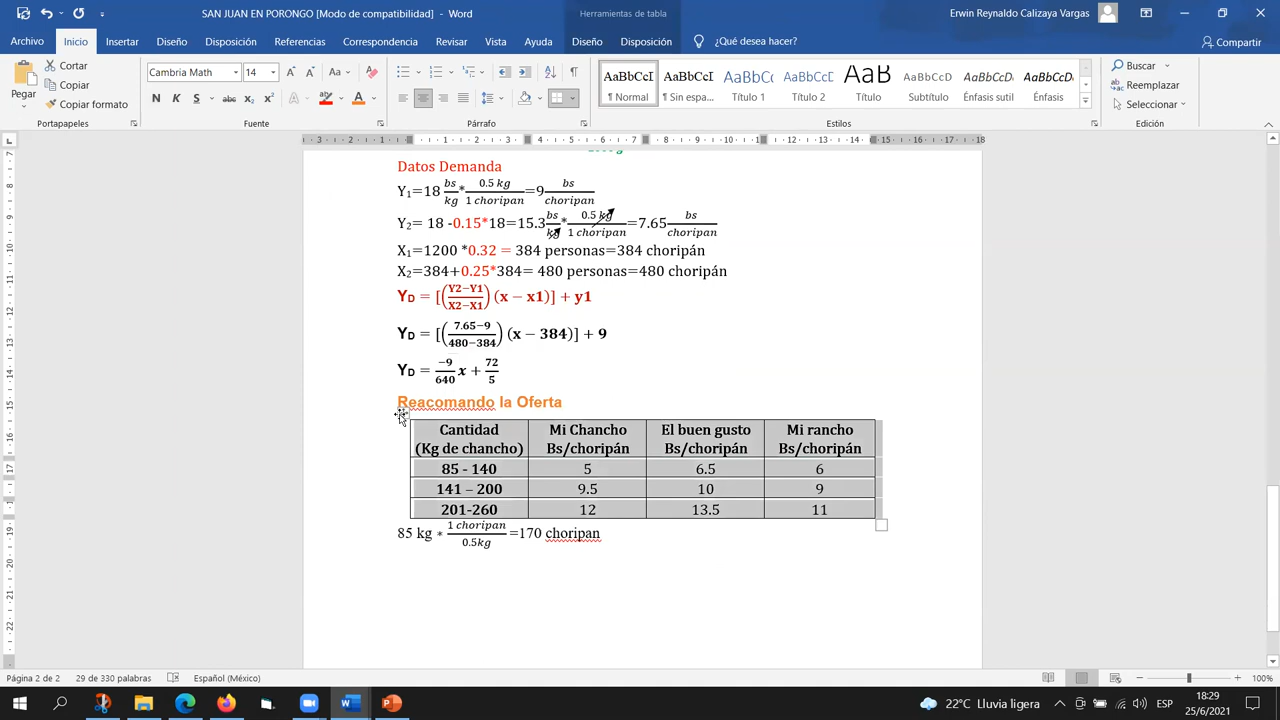 SAN JUAN EN PORONGO [Modo de compatibilidad] - Word
Herramientas de tabla
Erwin Reynaldo Calizaya Vargas
Archivo Inicio Insertar Diseño Disposición Referencias Correspondencia Revisar Vista Ayuda Diseño Disposición ¿Qué desea hacer? Compartir
Pegar
Cortar
Copiar
Copiar formato
Portapapeles
Cambria Math 14
N K S abc x₂ x²
Fuente
Párrafo
AaBbCcI AaBbCcI AaBbCc AaBbCcI AaB AaBbCcD AaBbCcDt AaBbCcDt
¶ Normal ¶ Sin espa... Título 1 Título 2 Título Subtítulo Énfasis sutil Énfasis
Estilos
Buscar
Reemplazar
Seleccionar
Edición
Datos Demanda
Y₁=18 bs/kg * 0.5 kg/1 choripan =9 bs/choripan
Y₂= 18 -0.15*18=15.3 bs/kg * 0.5 kg/1 choripan =7.65 bs/choripan
X₁=1200 *0.32 = 384 personas=384 choripán
X₂=384+0.25*384= 480 personas=480 choripán
YD = [(Y2−Y1/X2−X1) (x − x1)] + y1
YD = [(7.65−9/480−384) (x − 384)] + 9
YD = −9/640 x + 72/5
Reacomando la Oferta
Cantidad (Kg de chancho) Mi Chancho Bs/choripán El buen gusto Bs/choripán Mi rancho Bs/choripán
85 - 140 5 6.5 6
141 – 200 9.5 10 9
201-260 12 13.5 11
85 kg * 1 choripan/0.5kg =170 choripan
Página 2 de 2 29 de 330 palabras Español (México) 100%
22°C Lluvia ligera ESP 18:29
25/6/2021